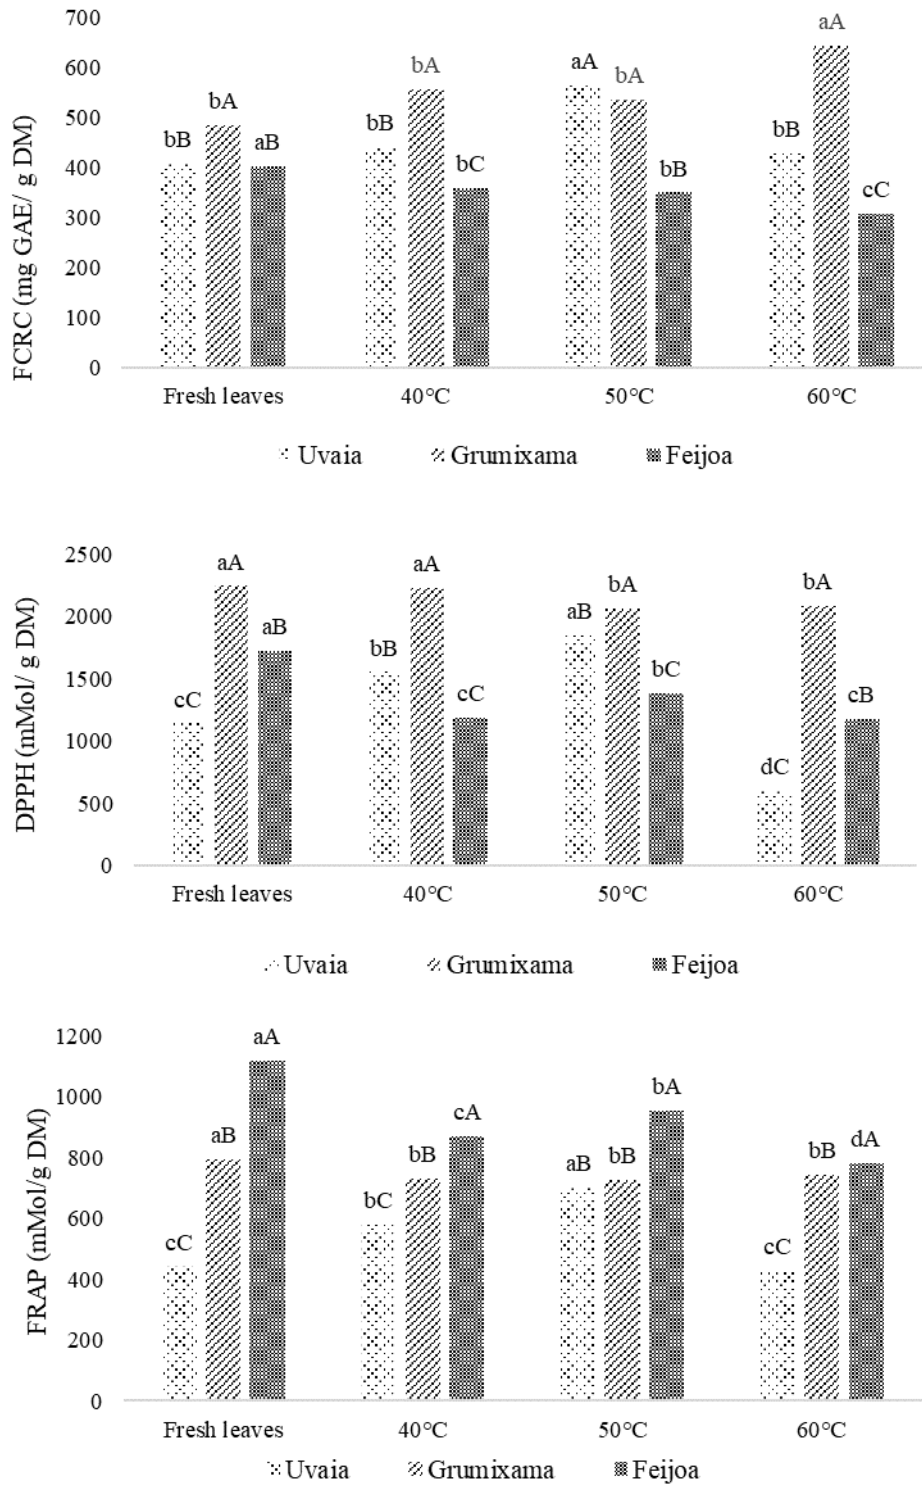 700
600
500
400
300
200
100
0
FCRC (mg GAE/ g DM)
bB bA aB
bB bA bC
aA bA bB
bB aA cC
Fresh leaves 40°C 50°C 60°C
Uvaia Grumixama Feijoa
2500
2000
1500
1000
500
0
DPPH (mMol/ g DM)
cC aA aB
bB aA cC
aB bA bC
dC bA cB
Fresh leaves 40°C 50°C 60°C
Uvaia Grumixama Feijoa
1200
1000
800
600
400
200
0
FRAP (mMol/g DM)
cC aB aA
bC bB cA
aB bB bA
cC bB dA
Fresh leaves 40°C 50°C 60°C
Uvaia Grumixama Feijoa